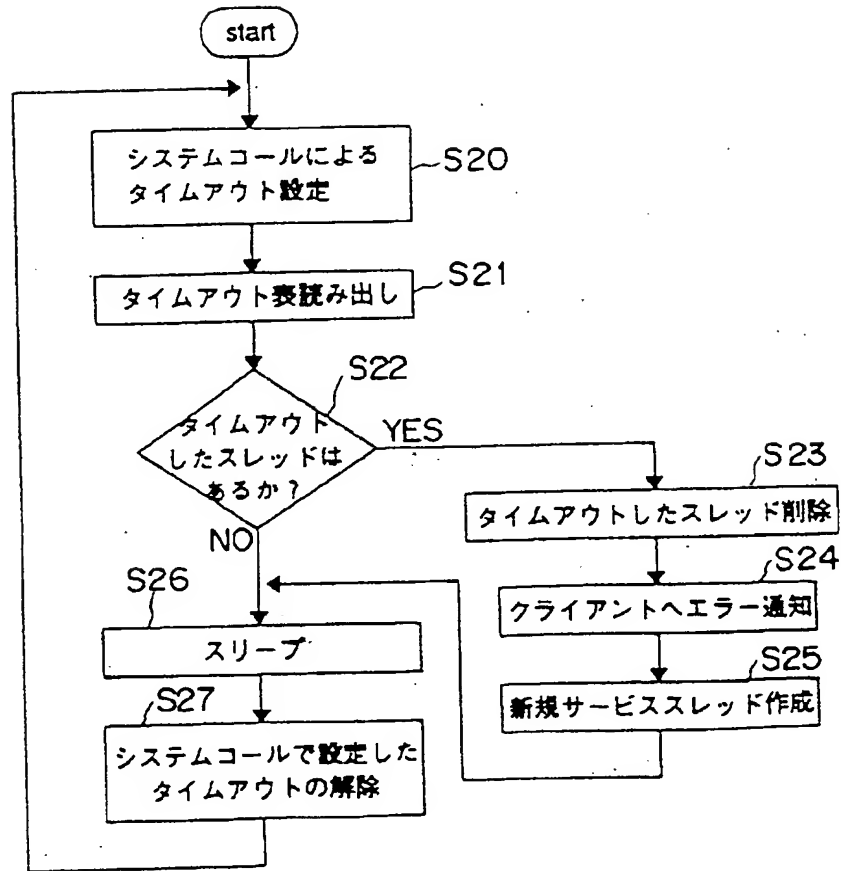 start
システムコールによる
タイムアウト設定
S20
タイムアウト表読み出し
S21
S22
タイムアウト
したスレッドは
あるか?
YES
NO
S23
タイムアウトしたスレッド削除
S24
クライアントへエラー通知
S25
新規サービススレッド作成
S26
スリープ
S27
システムコールで設定した
タイムアウトの解除